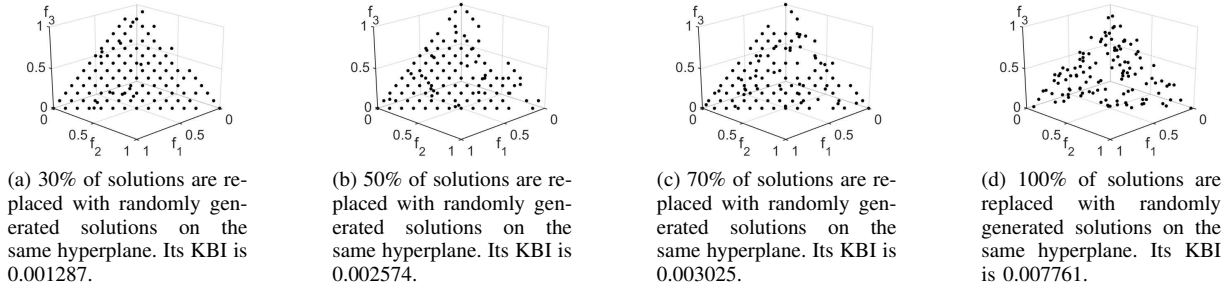 f3
1
0.5
0
0.5
f2
1 1
f1
0.5
0
f3
1
0.5
0
0.5
f2
1 1
f1
0.5
0
f3
1
0.5
0
0.5
f2
1 1
f1
0.5
0
f3
1
0.5
0
0.5
f2
1 1
f1
0.5
0
(a) 30% of solutions are re-
placed with randomly gen-
erated solutions on the
same hyperplane. Its KBI is
0.001287.
(b) 50% of solutions are re-
placed with randomly gen-
erated solutions on the
same hyperplane. Its KBI is
0.002574.
(c) 70% of solutions are re-
placed with randomly gen-
erated solutions on the
same hyperplane. Its KBI is
0.003025.
(d) 100% of solutions are
replaced with randomly
generated solutions on the
same hyperplane. Its KBI
is 0.007761.